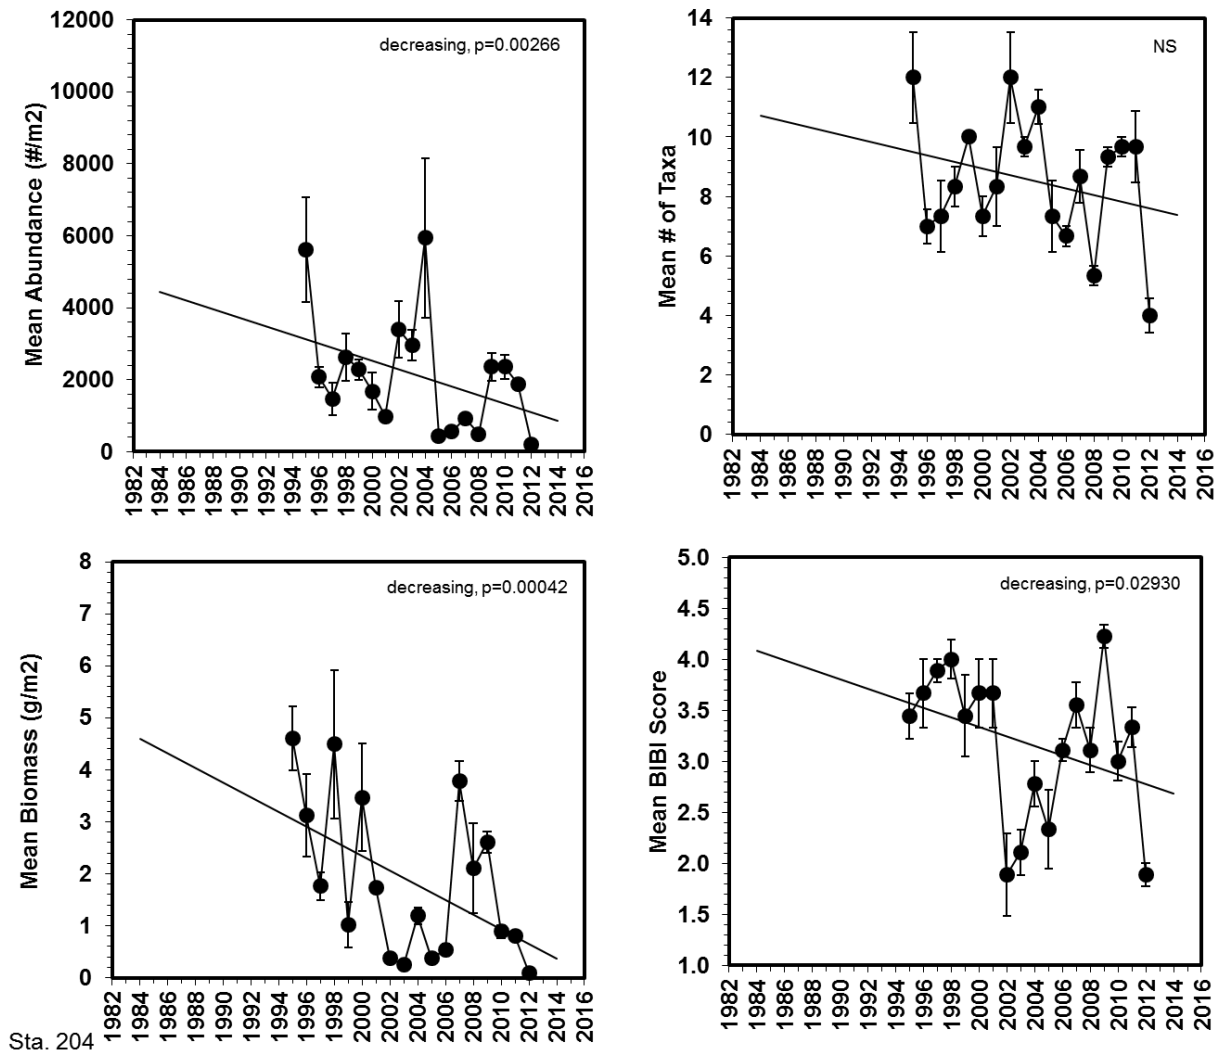 12000
10000
8000
6000
4000
2000
0
Mean Abundance (#/m2)
decreasing, p=0.00266
1982 1984 1986 1988 1990 1992 1994 1996 1998 2000 2002 2004 2006 2008 2010 2012 2014 2016
14
12
10
8
6
4
2
0
Mean # of Taxa
NS
1982 1984 1986 1988 1990 1992 1994 1996 1998 2000 2002 2004 2006 2008 2010 2012 2014 2016
8
7
6
5
4
3
2
1
0
Mean Biomass (g/m2)
decreasing, p=0.00042
1982 1984 1986 1988 1990 1992 1994 1996 1998 2000 2002 2004 2006 2008 2010 2012 2014 2016
5.0
4.5
4.0
3.5
3.0
2.5
2.0
1.5
1.0
Mean BIBI Score
decreasing, p=0.02930
1982 1984 1986 1988 1990 1992 1994 1996 1998 2000 2002 2004 2006 2008 2010 2012 2014 2016
Sta. 204